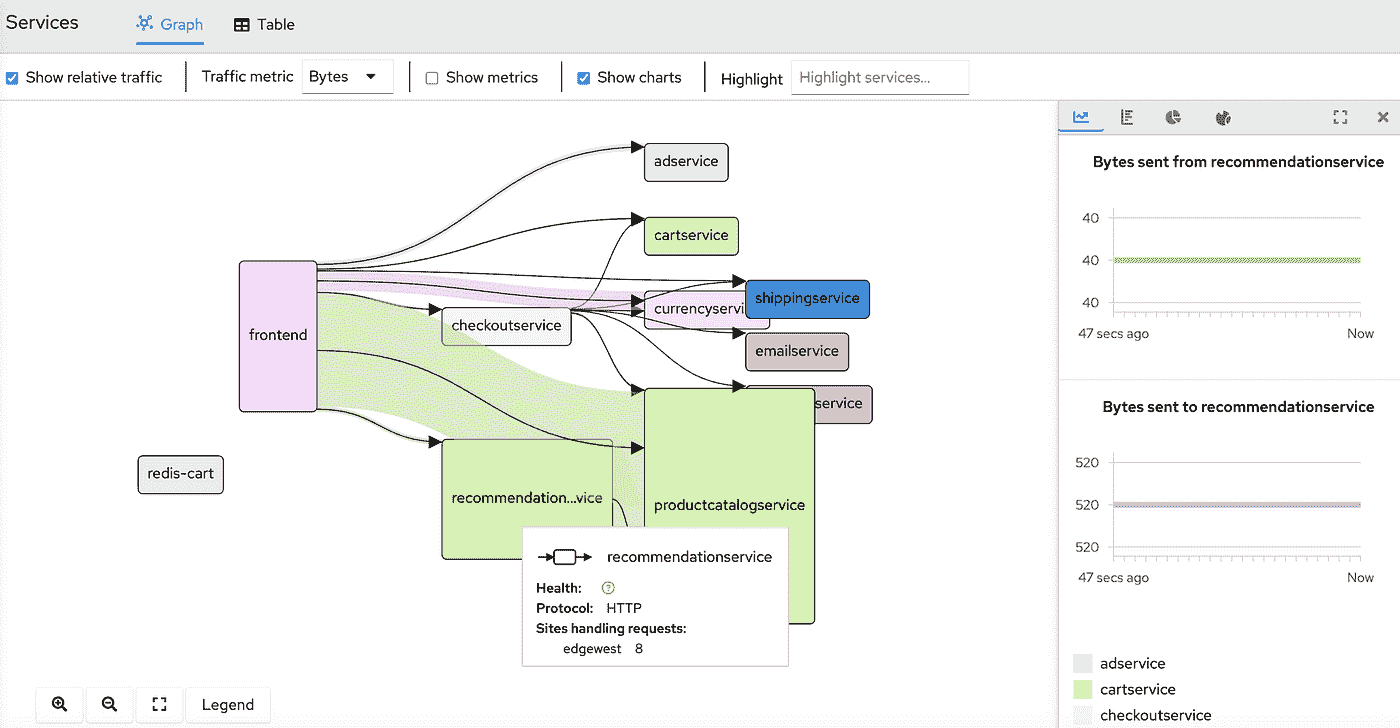 Services
Graph
Table
Show relative traffic
Traffic metric
Bytes
Show metrics
Show charts
Highlight
Highlight services...
adservice
cartservice
shippingservice
currencyservi
frontend
checkoutservice
emailservice
service
redis-cart
recommendation...vice
productcatalogservice
recommendationservice
Health: ?
Protocol: HTTP
Sites handling requests:
edgewest 8
Legend
Bytes sent from recommendationservice
40
40
40
47 secs ago Now
Bytes sent to recommendationservice
520
520
520
47 secs ago Now
adservice
cartservice
checkoutservice